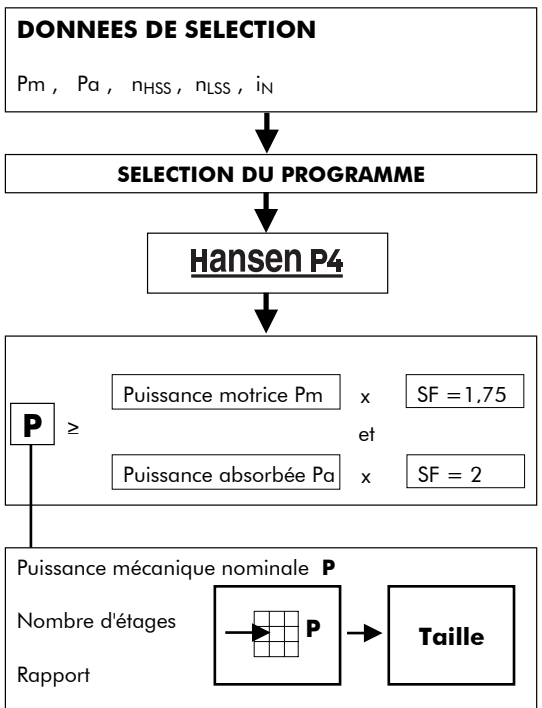 DONNEES DE SELECTION
Pm , Pa , nHSS , nLSS , iN
SELECTION DU PROGRAMME
Hansen P4
Puissance motrice Pm x SF =1,75
P ≥
et
Puissance absorbée Pa x SF = 2
Puissance mécanique nominale P
Nombre d'étages
P
Taille
Rapport